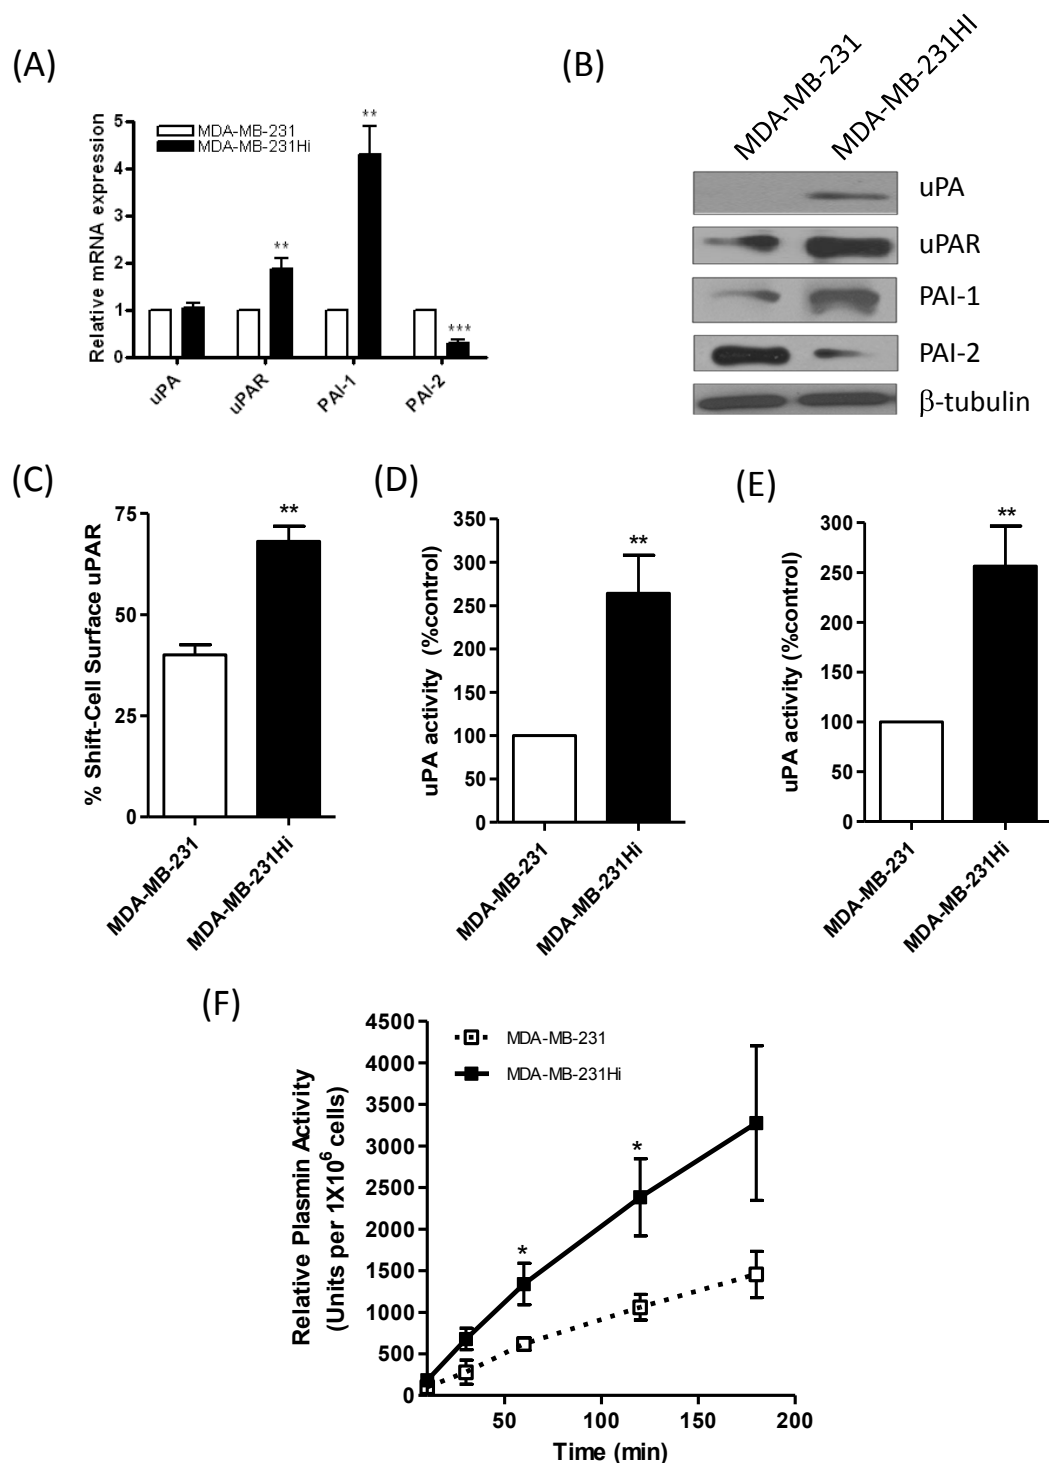 (A)
Relative mRNA expression
5
4
3
2
1
0
MDA-MB-231
MDA-MB-231Hi
**
**
***
uPA
uPAR
PAI-1
PAI-2
(B)
MDA-MB-231
MDA-MB-231HI
uPA
uPAR
PAI-1
PAI-2
β-tubulin
(C)
% Shift-Cell Surface uPAR
75
50
25
0
**
MDA-MB-231
MDA-MB-231Hi
(D)
uPA activity (%control)
350
300
250
200
150
100
50
0
**
MDA-MB-231
MDA-MB-231Hi
(E)
uPA activity (%control)
300
250
200
150
100
50
0
**
MDA-MB-231
MDA-MB-231Hi
(F)
Relative Plasmin Activity
(Units per 1X10⁶ cells)
4500
4000
3500
3000
2500
2000
1500
1000
500
0
MDA-MB-231
MDA-MB-231Hi
*
*
50
100
150
200
Time (min)